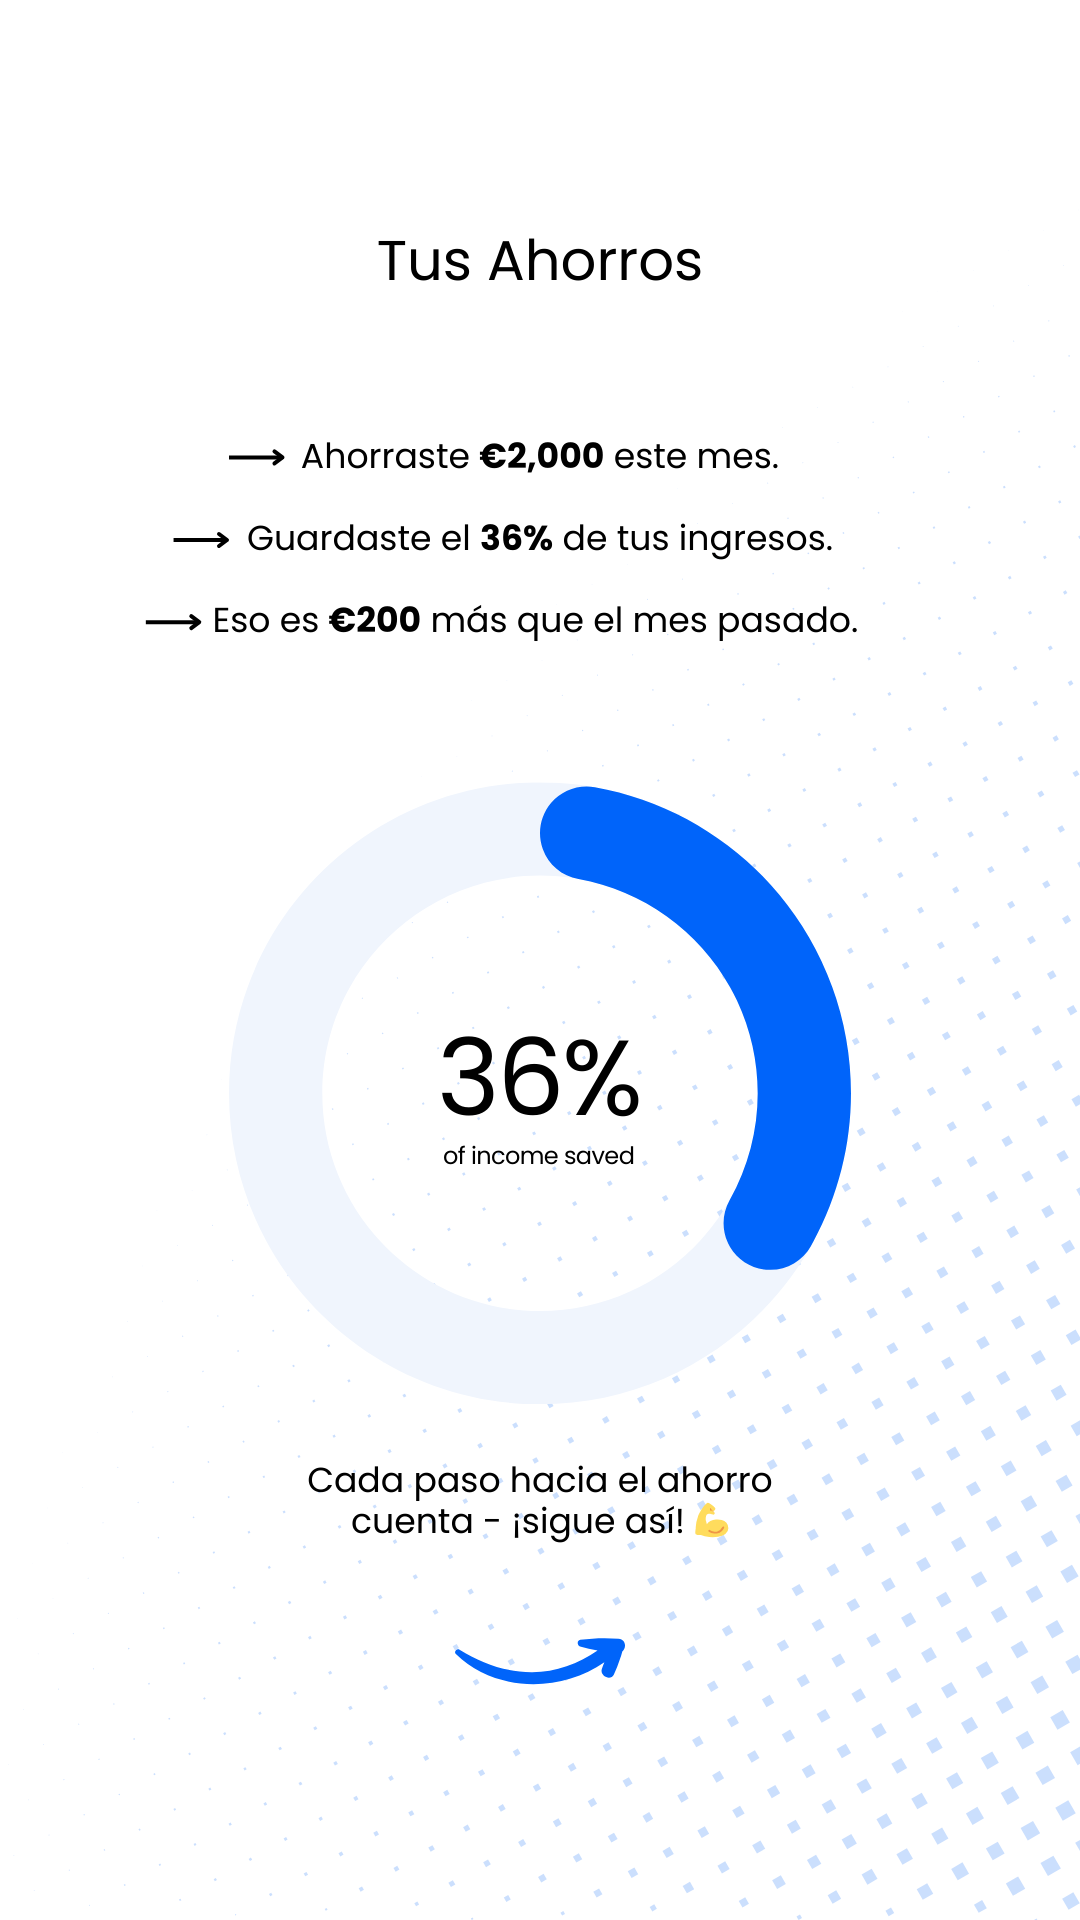 Tus Ahorros
Ahorraste €2,000 este mes.
Guardaste el 36% de tus ingresos.
Eso es €200 más que el mes pasado.
36%
of income saved
Cada paso hacia el ahorro
cuenta - ¡sigue así! 💪